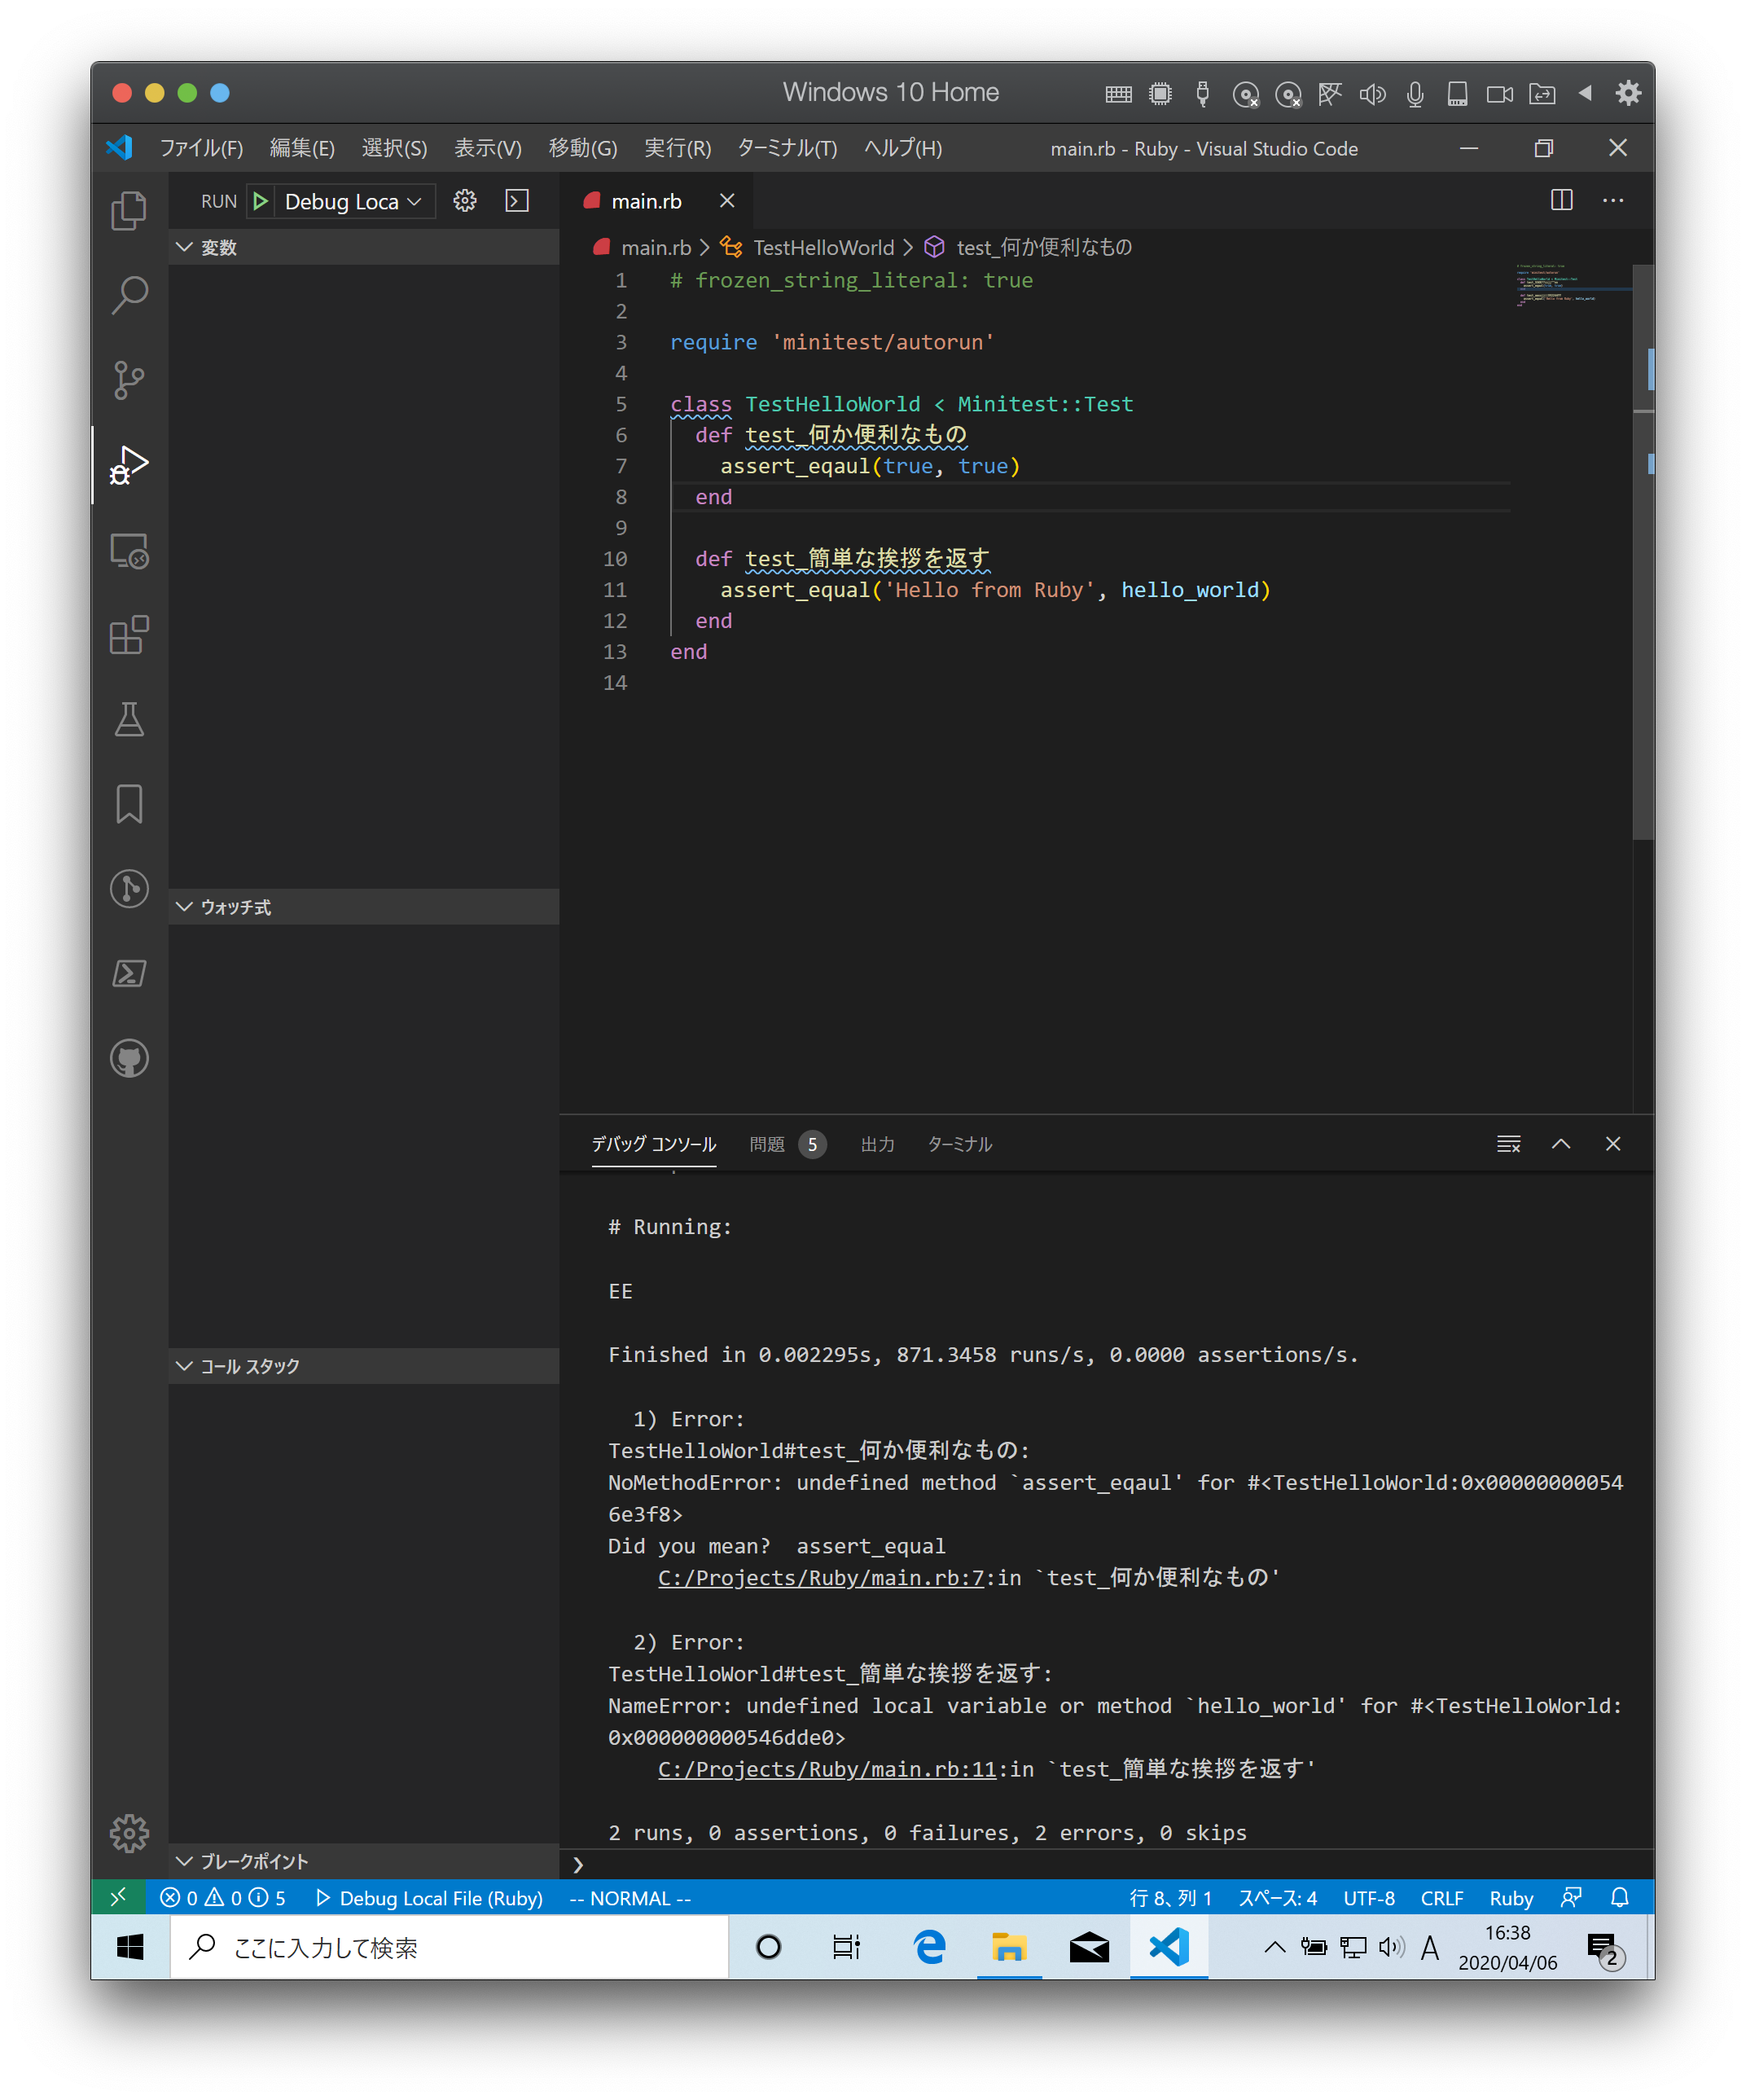 Windows 10 Home
ファイル(F) 編集(E) 選択(S) 表示(V) 移動(G) 実行(R) ターミナル(T) ヘルプ(H) main.rb - Ruby - Visual Studio Code
RUN Debug Loca
main.rb
変数
main.rb > TestHelloWorld > test_何か便利なもの
1 # frozen_string_literal: true
2
3 require 'minitest/autorun'
4
5 class TestHelloWorld < Minitest::Test
6 def test_何か便利なもの
7 assert_eqaul(true, true)
8 end
9
10 def test_簡単な挨拶を返す
11 assert_equal('Hello from Ruby', hello_world)
12 end
13 end
14
ウォッチ式
コール スタック
ブレークポイント
デバッグ コンソール 問題 5 出力 ターミナル
# Running:
EE
Finished in 0.002295s, 871.3458 runs/s, 0.0000 assertions/s.
1) Error:
TestHelloWorld#test_何か便利なもの:
NoMethodError: undefined method `assert_eqaul' for #<TestHelloWorld:0x00000000054
6e3f8>
Did you mean?  assert_equal
C:/Projects/Ruby/main.rb:7:in `test_何か便利なもの'
2) Error:
TestHelloWorld#test_簡単な挨拶を返す:
NameError: undefined local variable or method `hello_world' for #<TestHelloWorld:
0x000000000546dde0>
C:/Projects/Ruby/main.rb:11:in `test_簡単な挨拶を返す'
2 runs, 0 assertions, 0 failures, 2 errors, 0 skips
0 0 5 Debug Local File (Ruby) -- NORMAL -- 行 8、列 1 スペース: 4 UTF-8 CRLF Ruby
ここに入力して検索
A
16:38
2020/04/06
2